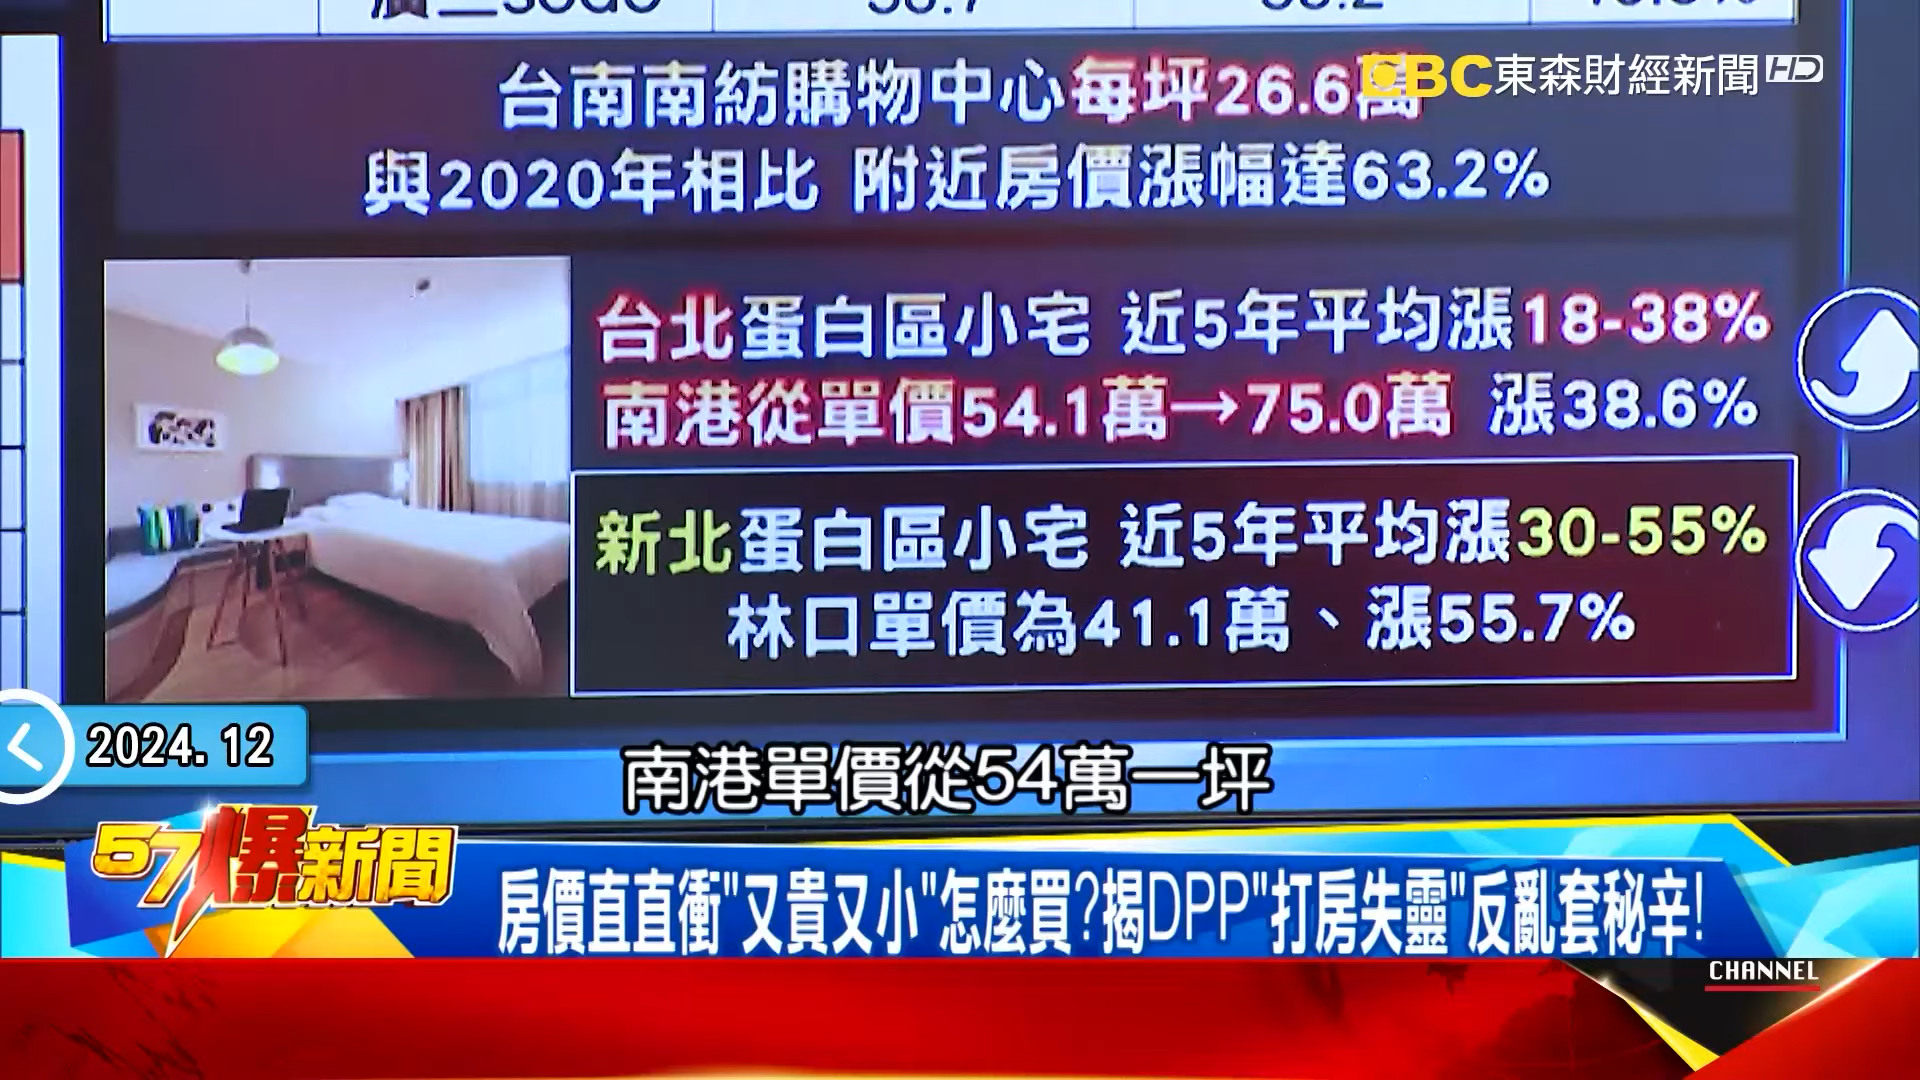 台南南紡購物中心每坪26.6萬
EBC東森財經新聞HD
與2020年相比 附近房價漲幅達63.2%
台北蛋白區小宅 近5年平均漲18-38%
南港從單價54.1萬→75.0萬 漲38.6%
新北蛋白區小宅 近5年平均漲30-55%
林口單價為41.1萬、漲55.7%
2024.12
南港單價從54萬一坪
57爆新聞
房價直直衝"又貴又小"怎麼買?揭DPP"打房失靈"反亂套秘辛!
CHANNEL